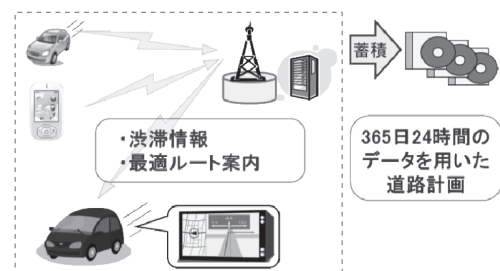 蓄積
・渋滞情報
・最適ルート案内
365日24時間の
データを用いた
道路計画